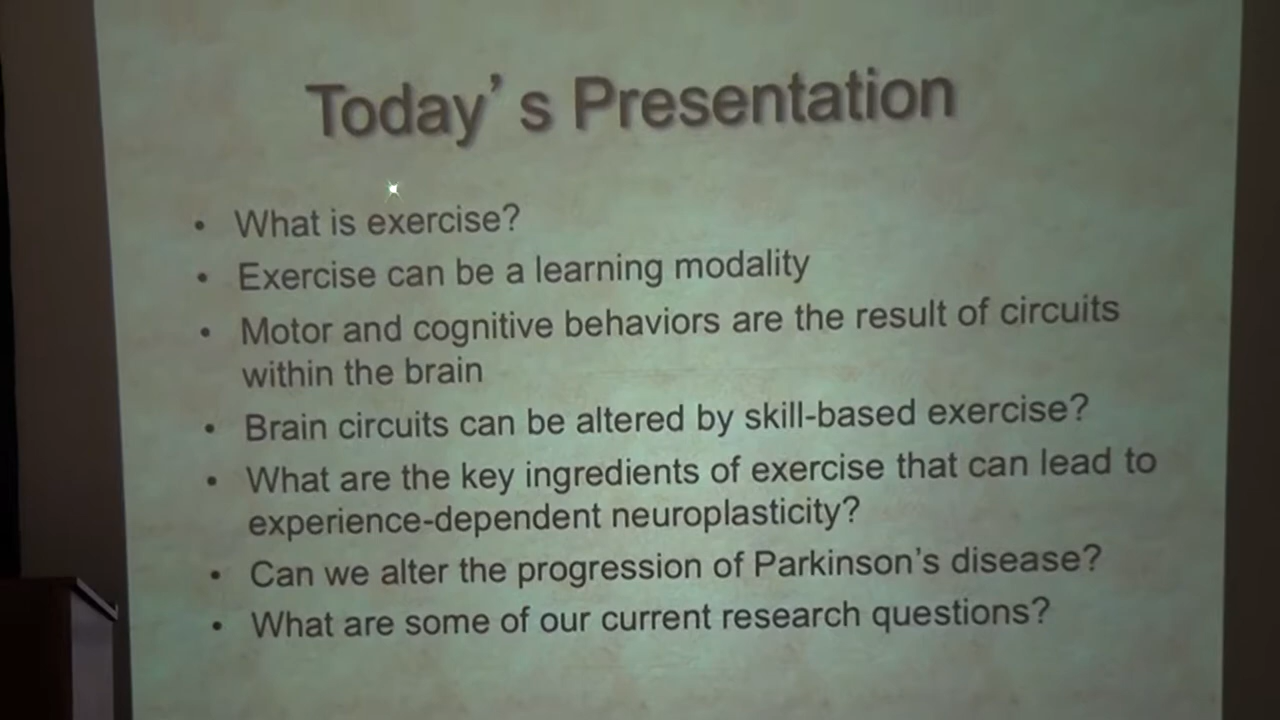 Today's Presentation
• What is exercise?
• Exercise can be a learning modality
• Motor and cognitive behaviors are the result of circuits
within the brain
• Brain circuits can be altered by skill-based exercise?
• What are the key ingredients of exercise that can lead to
experience-dependent neuroplasticity?
• Can we alter the progression of Parkinson's disease?
• What are some of our current research questions?